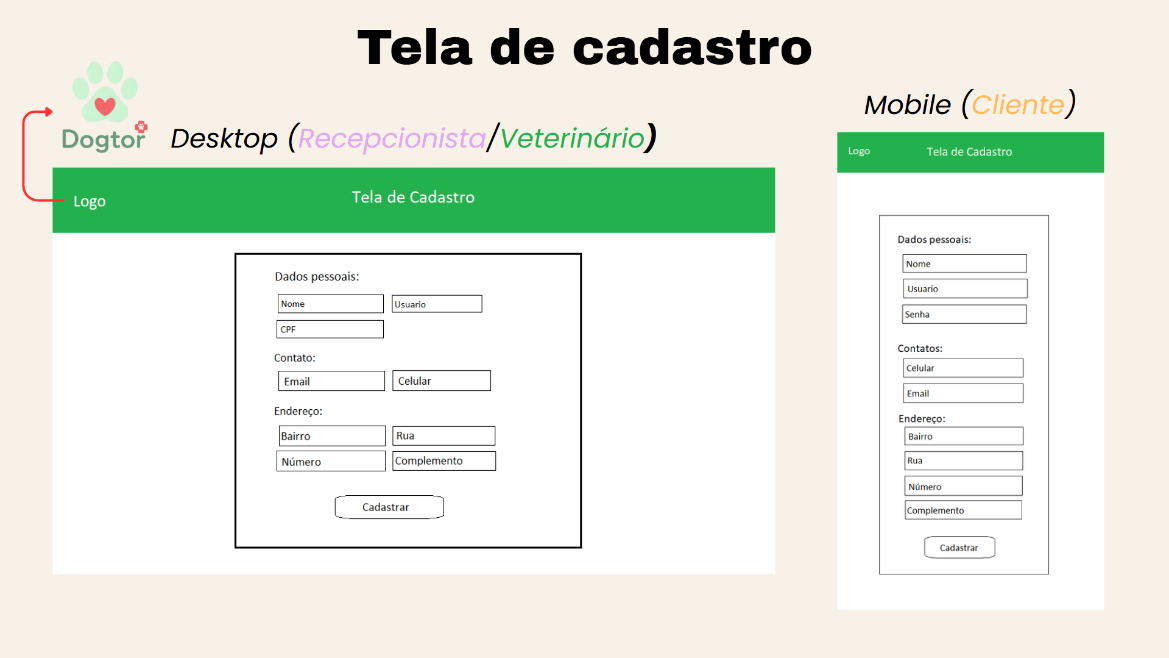 Tela de cadastro
Dogtor
Desktop (Recepcionista/Veterinário)
Logo
Tela de Cadastro
Dados pessoais:
Nome
Usuario
CPF
Contato:
Email
Celular
Endereço:
Bairro
Rua
Número
Complemento
Cadastrar
Mobile (Cliente)
Logo
Tela de Cadastro
Dados pessoais:
Nome
Usuario
Senha
Contatos:
Celular
Email
Endereço:
Bairro
Rua
Número
Complemento
Cadastrar